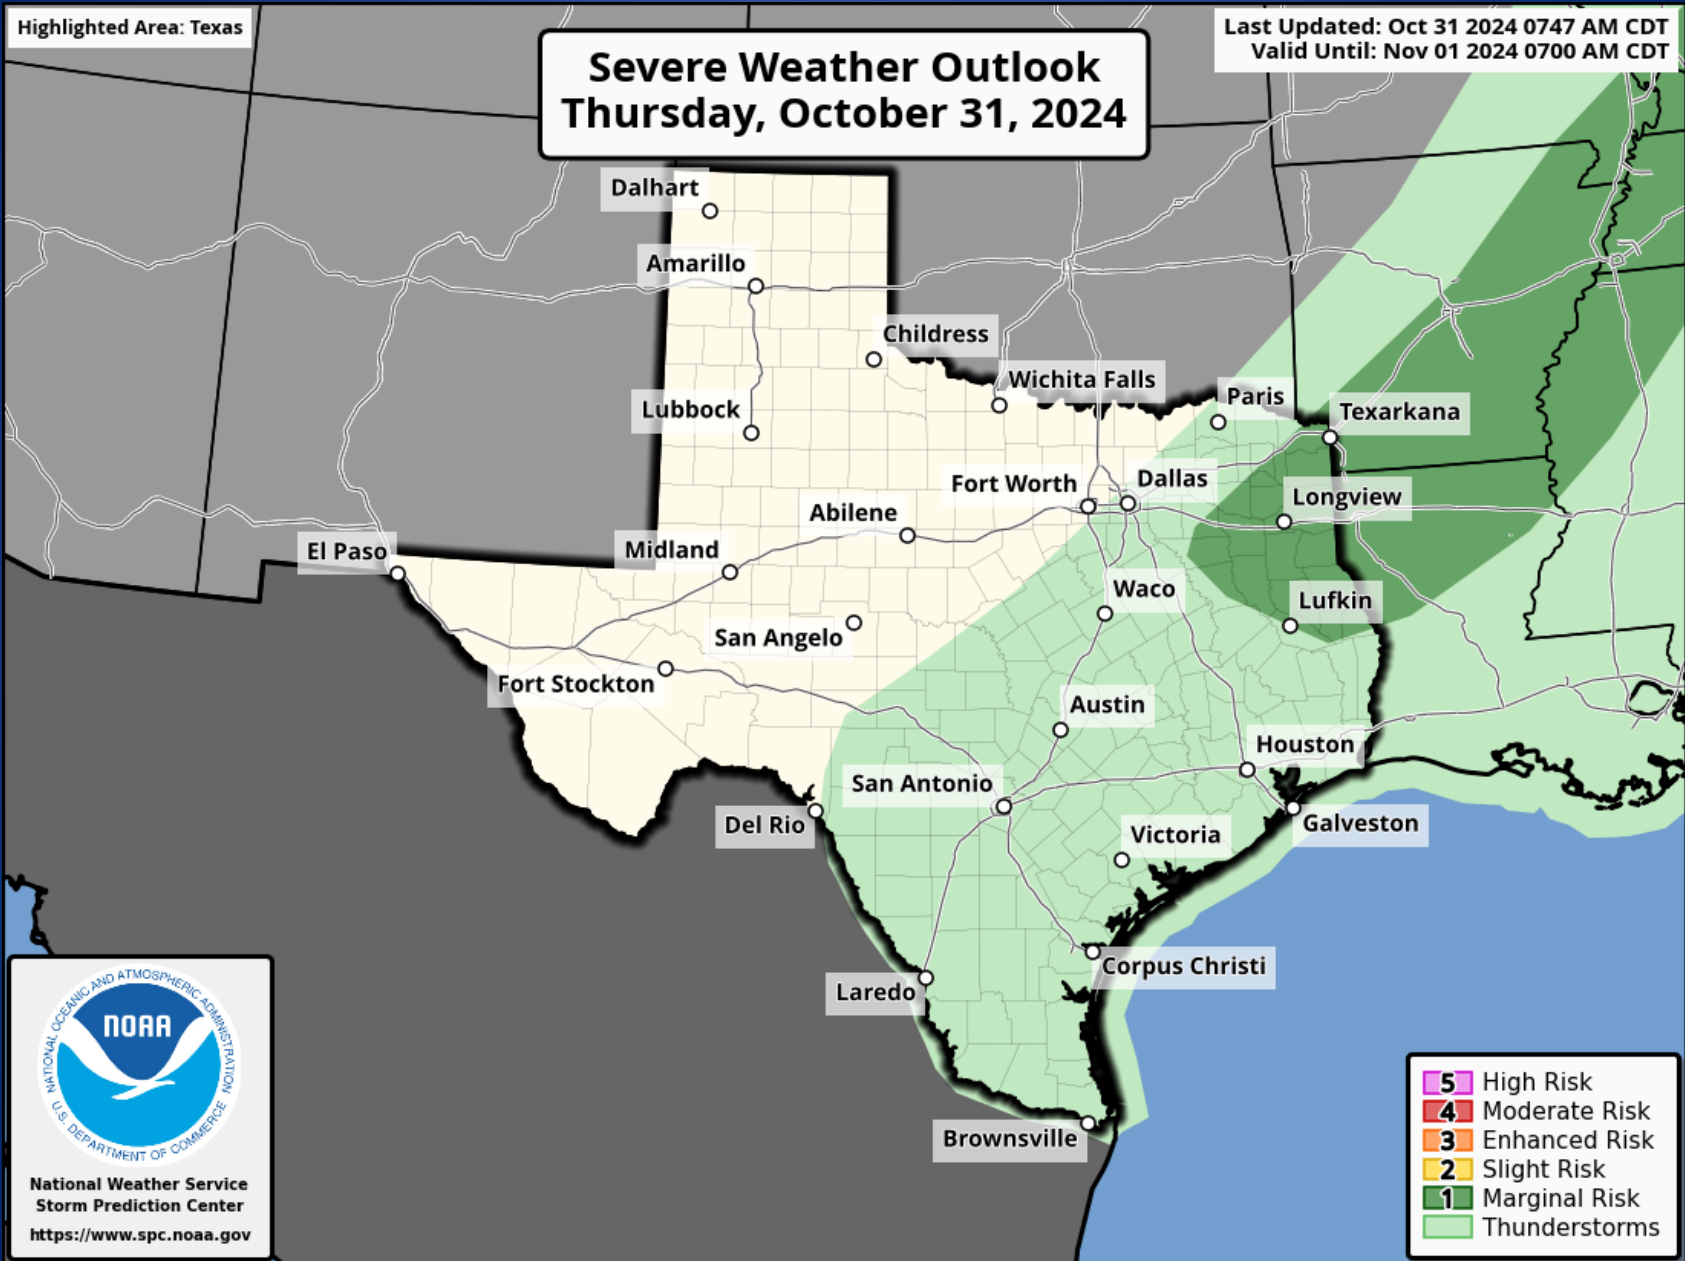 Highlighted Area: Texas
Severe Weather Outlook
Thursday, October 31, 2024
Last Updated: Oct 31 2024 0747 AM CDT
Valid Until: Nov 01 2024 0700 AM CDT
Dalhart
Amarillo
Childress
Wichita Falls
Paris
Lubbock
Texarkana
Fort Worth
Dallas
Longview
Abilene
El Paso
Midland
Waco
Lufkin
San Angelo
Fort Stockton
Austin
Houston
San Antonio
Del Rio
Victoria
Galveston
Corpus Christi
Laredo
Brownsville
NATIONAL OCEANIC AND ATMOSPHERIC ADMINISTRATION
NOAA
U.S. DEPARTMENT OF COMMERCE
National Weather Service
Storm Prediction Center
https://www.spc.noaa.gov
5 High Risk
4 Moderate Risk
3 Enhanced Risk
2 Slight Risk
1 Marginal Risk
Thunderstorms